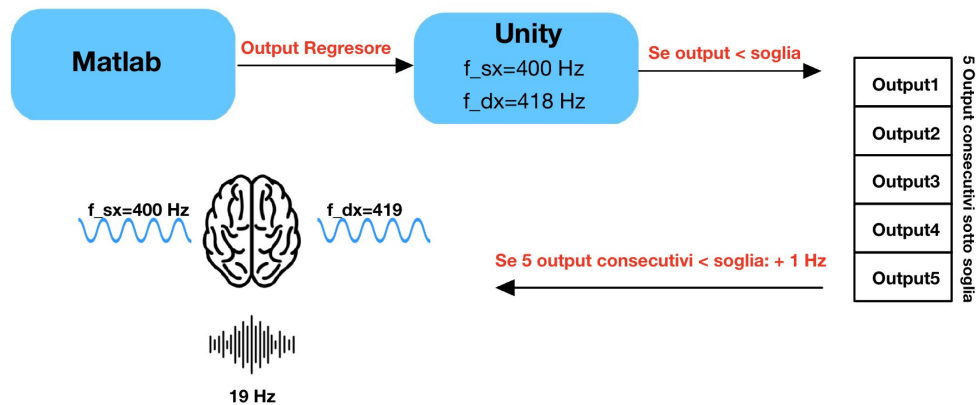 Matlab
Output Regresore
Unity
f_sx=400 Hz
f_dx=418 Hz
Se output < soglia
Output1
Output2
Output3
Output4
Output5
5 Output consecutivi sotto soglia
Se 5 output consecutivi < soglia: + 1 Hz
f_sx=400 Hz
f_dx=419
19 Hz